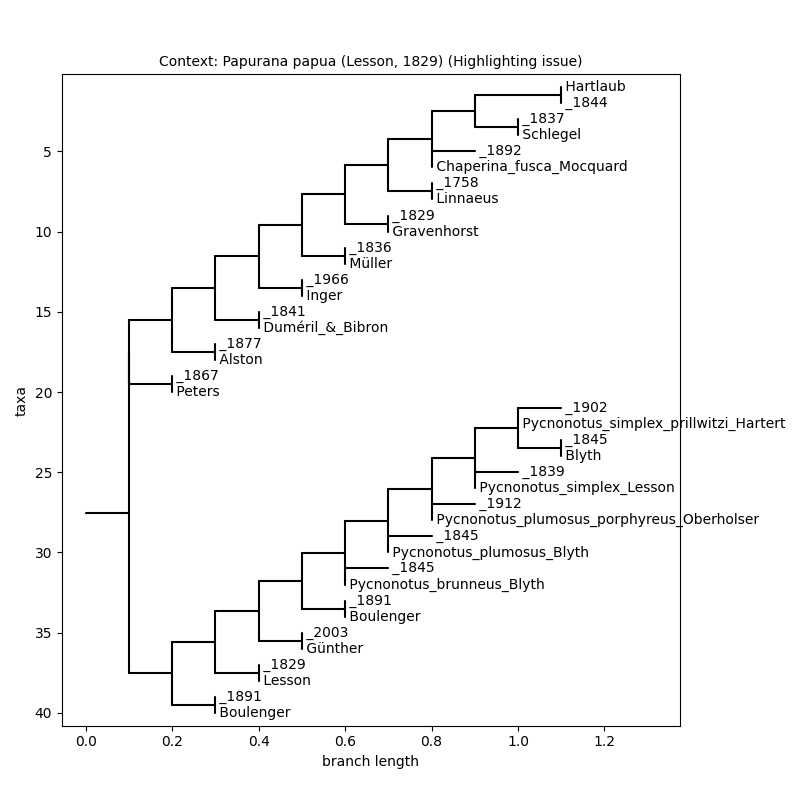 Context: Papurana papua (Lesson, 1829) (Highlighting issue)
Hartlaub
_1844
_1837
Schlegel
_1892
Chaperina_fusca_Mocquard
_1758
Linnaeus
_1829
Gravenhorst
_1836
Müller
_1966
Inger
_1841
Duméril_&_Bibron
_1877
Alston
_1867
Peters
_1902
Pycnonotus_simplex_prillwitzi_Hartert
_1845
Blyth
_1839
Pycnonotus_simplex_Lesson
_1912
Pycnonotus_plumosus_porphyreus_Oberholser
_1845
Pycnonotus_plumosus_Blyth
_1845
Pycnonotus_brunneus_Blyth
_1891
Boulenger
_2003
Günther
_1829
Lesson
_1891
Boulenger
5
10
15
20
25
30
35
40
taxa
0.0 0.2 0.4 0.6 0.8 1.0 1.2
branch length